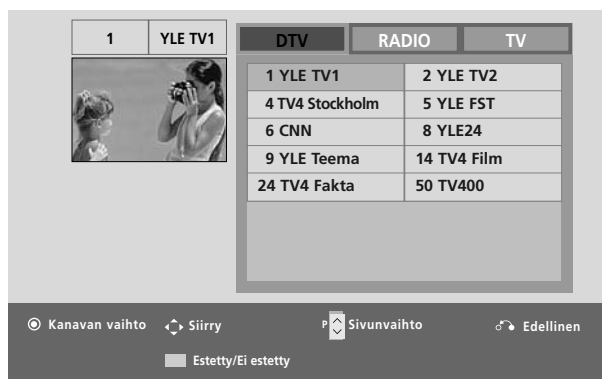 1 YLE TV1
DTV RADIO TV
1 YLE TV1 2 YLE TV2
4 TV4 Stockholm 5 YLE FST
6 CNN 8 YLE24
9 YLE Teema 14 TV4 Film
24 TV4 Fakta 50 TV400
Kanavan vaihto Siirry P Sivunvaihto Edellinen
Estetty/Ei estetty